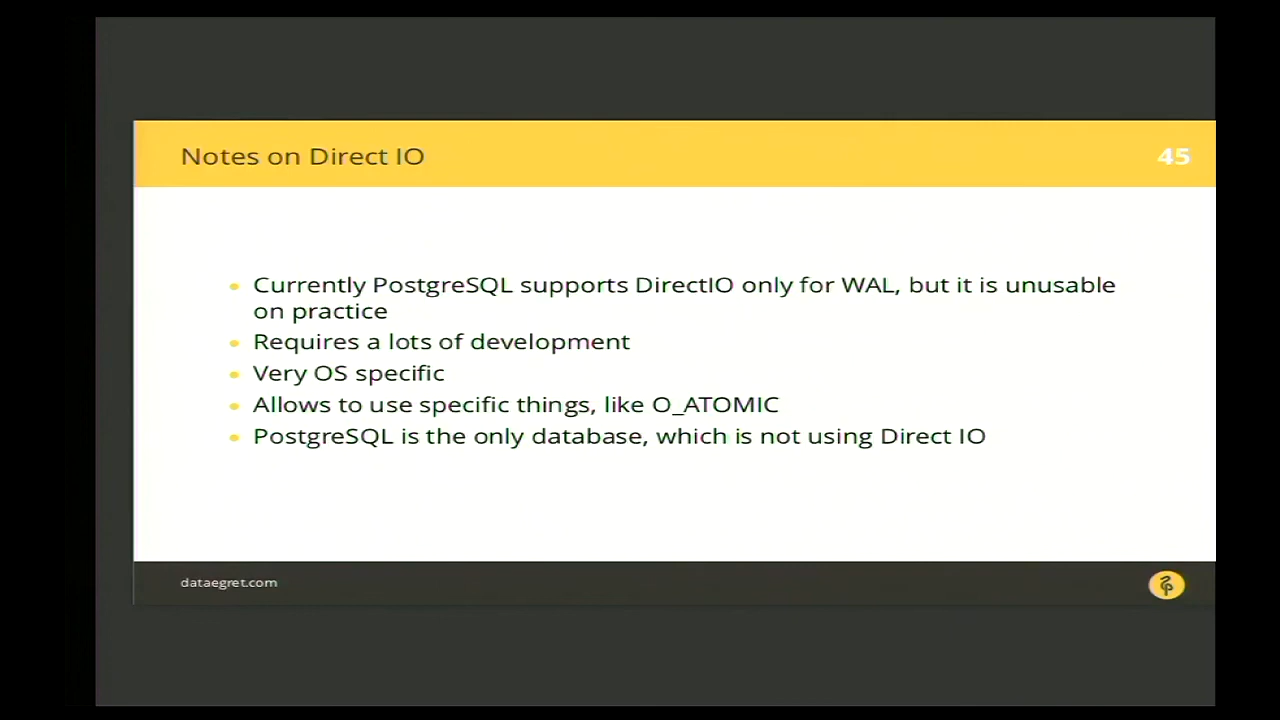 Notes on Direct IO
45
Currently PostgreSQL supports DirectIO only for WAL, but it is unusable
on practice
Requires a lots of development
Very OS specific
Allows to use specific things, like O_ATOMIC
PostgreSQL is the only database, which is not using Direct IO
dataegret.com